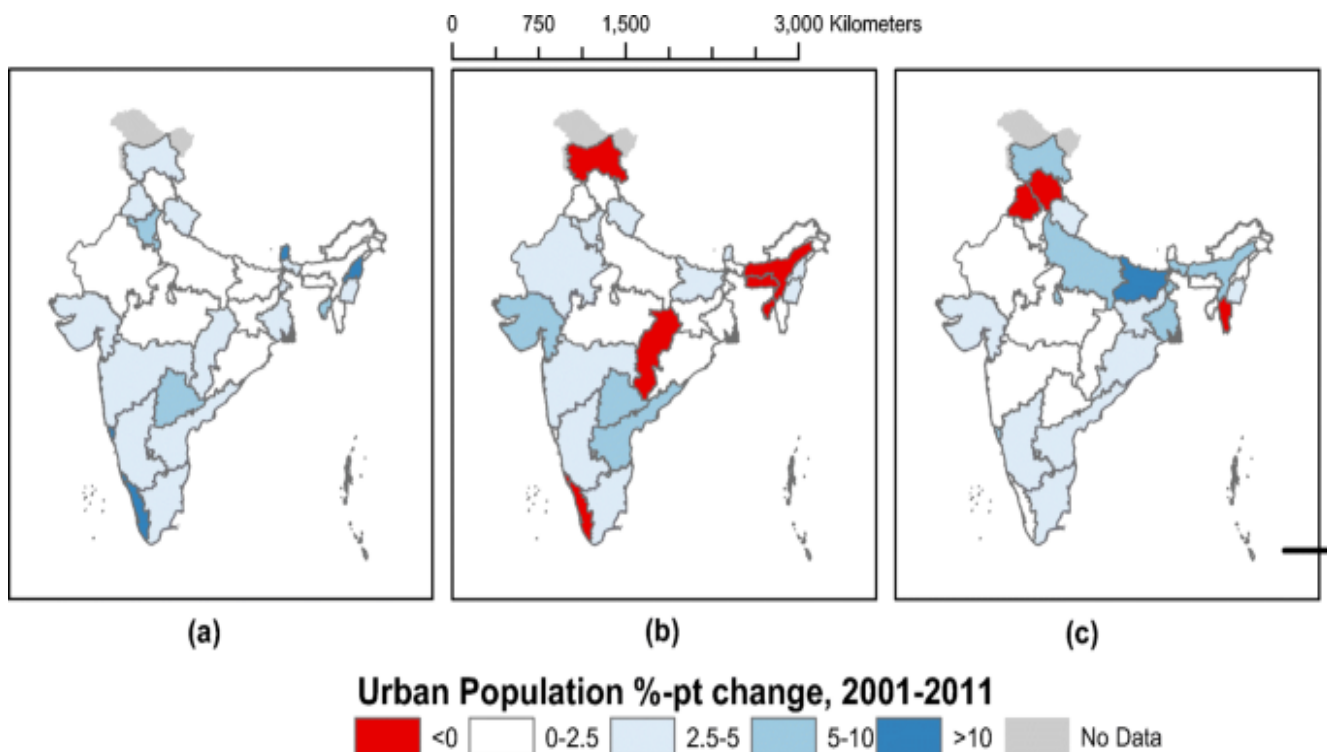 0 750 1,500 3,000 Kilometers
(a) (b) (c)
Urban Population %-pt change, 2001-2011
<0 0-2.5 2.5-5 5-10 >10 No Data